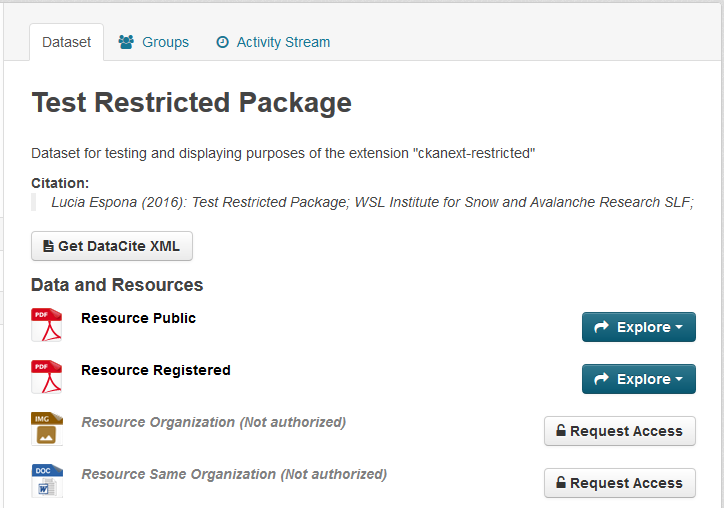 Dataset Groups Activity Stream
Test Restricted Package
Dataset for testing and displaying purposes of the extension "ckanext-restricted"
Citation:
Lucia Espona (2016): Test Restricted Package; WSL Institute for Snow and Avalanche Research SLF;
Get DataCite XML
Data and Resources
PDF Resource Public Explore
PDF Resource Registered Explore
IMG Resource Organization (Not authorized) Request Access
DOC W Resource Same Organization (Not authorized) Request Access